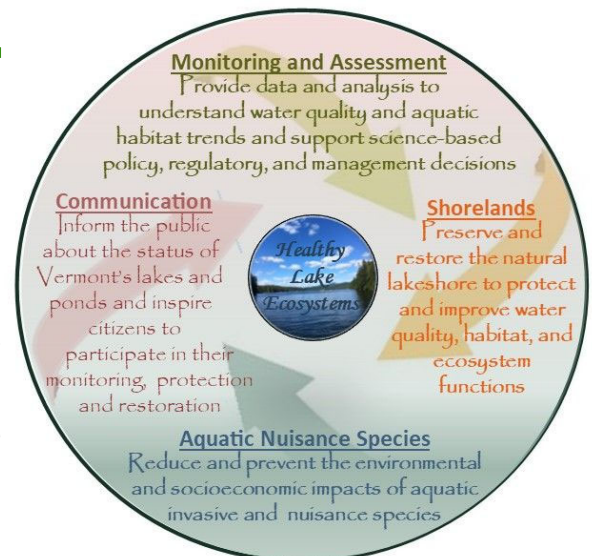 Monitoring and Assessment
Provide data and analysis to
understand water quality and aquatic
habitat trends and support science-based
policy, regulatory, and management decisions
Communication
Inform the public
about the status of
Vermont's lakes and
ponds and inspire
citizens to
participate in their
monitoring, protection
and restoration
Healthy
Lake
Ecosystems
Shorelands
Preserve and
restore the natural
lakeshore to protect
and improve water
quality, habitat, and
ecosystem
functions
Aquatic Nuisance Species
Reduce and prevent the environmental
and socioeconomic impacts of aquatic
invasive and nuisance species